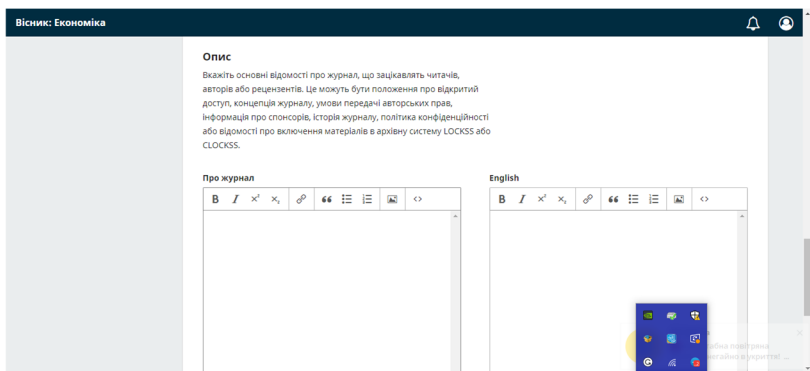 Вісник: Економіка
Опис
Вкажіть основні відомості про журнал, що зацікавлять читачів,
авторів або рецензентів. Це можуть бути положення про відкритий
доступ, концепція журналу, умови передачі авторських прав,
інформація про спонсорів, історія журналу, політика конфіденційності
або відомості про включення матеріалів в архівну систему LOCKSS або
CLOCKSS.
Про журнал
English